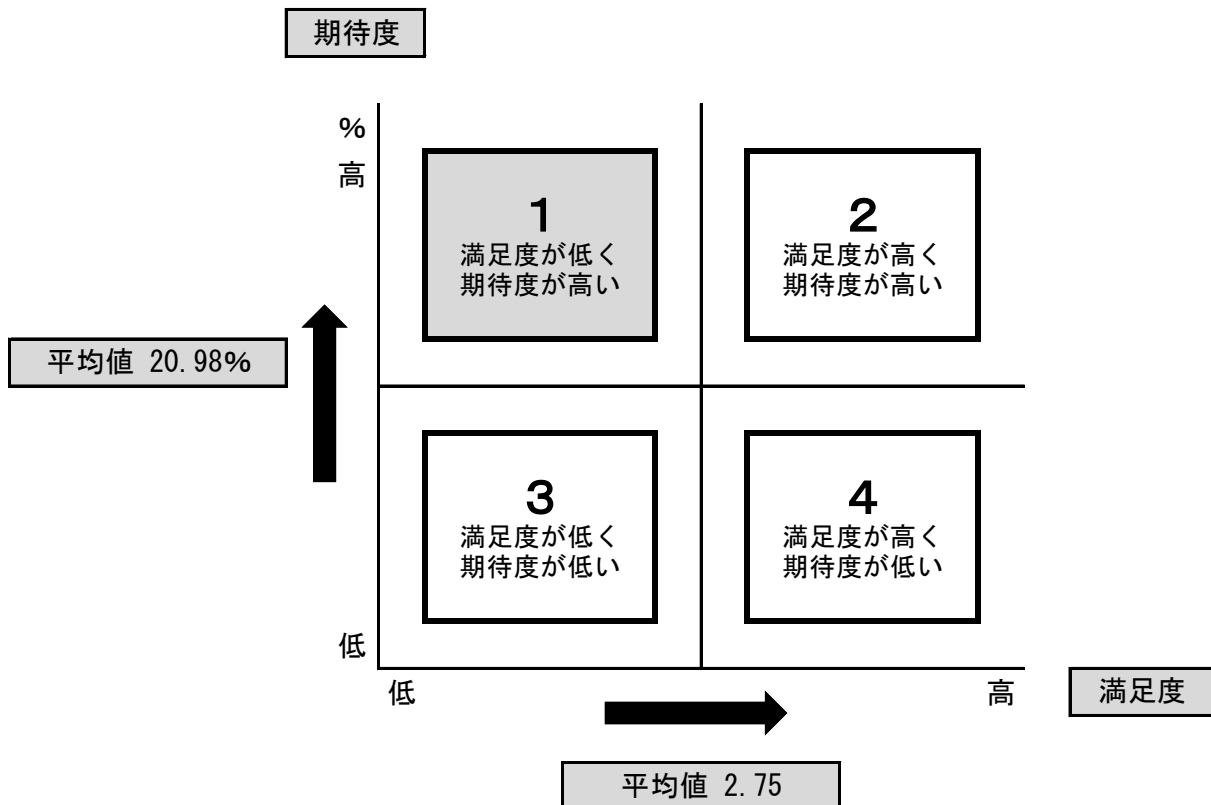 期待度
%
高
1
満足度が低く
期待度が高い
2
満足度が高く
期待度が高い
平均値 20.98%
3
満足度が低く
期待度が低い
4
満足度が高く
期待度が低い
低
低
高
満足度
平均値 2.75